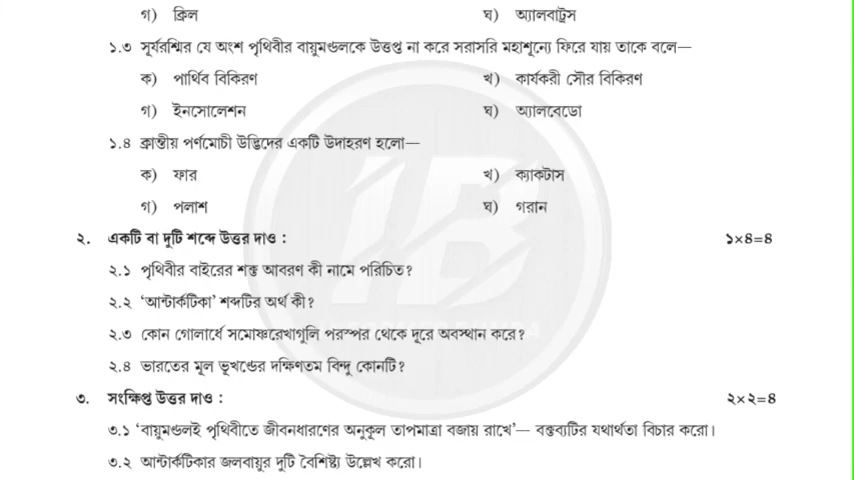 গ) ক্রিল ঘ) অ্যালবাট্রস
১.৩ সূর্যরশ্মির যে অংশ পৃথিবীর বায়ুমণ্ডলকে উত্তপ্ত না করে সরাসরি মহাশূন্যে ফিরে যায় তাকে বলে—
ক) পার্থিব বিকিরণ খ) কার্যকরী সৌর বিকিরণ
গ) ইনসোলেশন ঘ) অ্যালবেডো
১.৪ ক্রান্তীয় পর্ণমোচী উদ্ভিদের একটি উদাহরণ হলো—
ক) ফার খ) ক্যাকটাস
গ) পলাশ ঘ) গরান
২. একটি বা দুটি শব্দে উত্তর দাও : ১×৪=৪
২.১ পৃথিবীর বাইরের শক্ত আবরণ কী নামে পরিচিত?
২.২ ‘আন্টার্কটিকা’ শব্দটির অর্থ কী?
২.৩ কোন গোলার্ধে সমোষ্ণরেখাগুলি পরস্পর থেকে দূরে অবস্থান করে?
২.৪ ভারতের মূল ভূখণ্ডের দক্ষিণতম বিন্দু কোনটি?
৩. সংক্ষিপ্ত উত্তর দাও : ২×২=৪
৩.১ ‘বায়ুমণ্ডলই পৃথিবীতে জীবনধারণের অনুকূল তাপমাত্রা বজায় রাখে’— বক্তব্যটির যথার্থতা বিচার করো।
৩.২ আন্টার্কটিকার জলবায়ুর দুটি বৈশিষ্ট্য উল্লেখ করো।